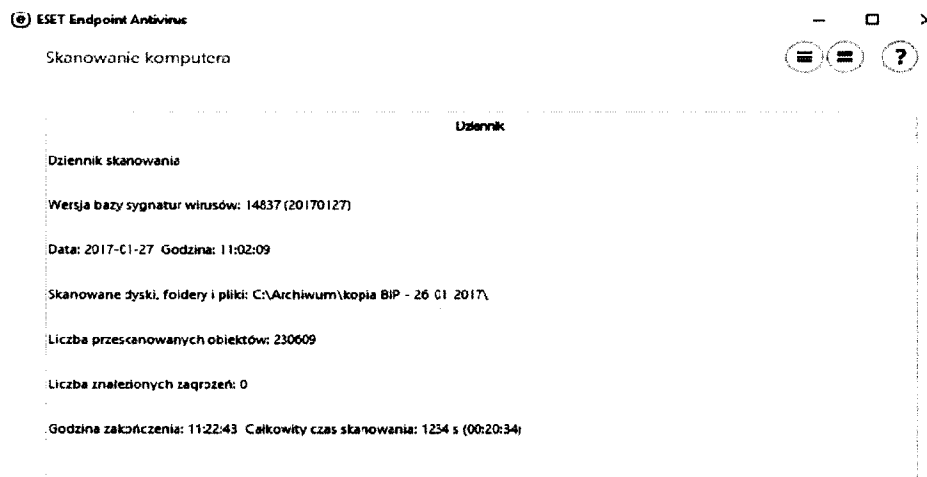 ESET Endpoint Antivirus
Skanowanie komputera
?
Dziennik
Dziennik skanowania
Wersja bazy sygnatur wirusów: 14837 (20170127)
Data: 2017-01-27 Godzina: 11:02:09
Skanowane dyski, foldery i pliki: C:\Archiwum\kopia BIP - 26 01 2017\
Liczba przeskanowanych obiektów: 230609
Liczba znalezionych zagrożeń: 0
Godzina zakończenia: 11:22:43 Całkowity czas skanowania: 1234 s (00:20:34)